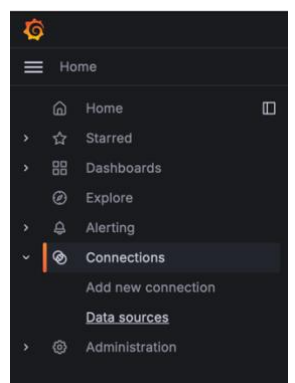 Home
Home
Starred
Dashboards
Explore
Alerting
Connections
Add new connection
Data sources
Administration